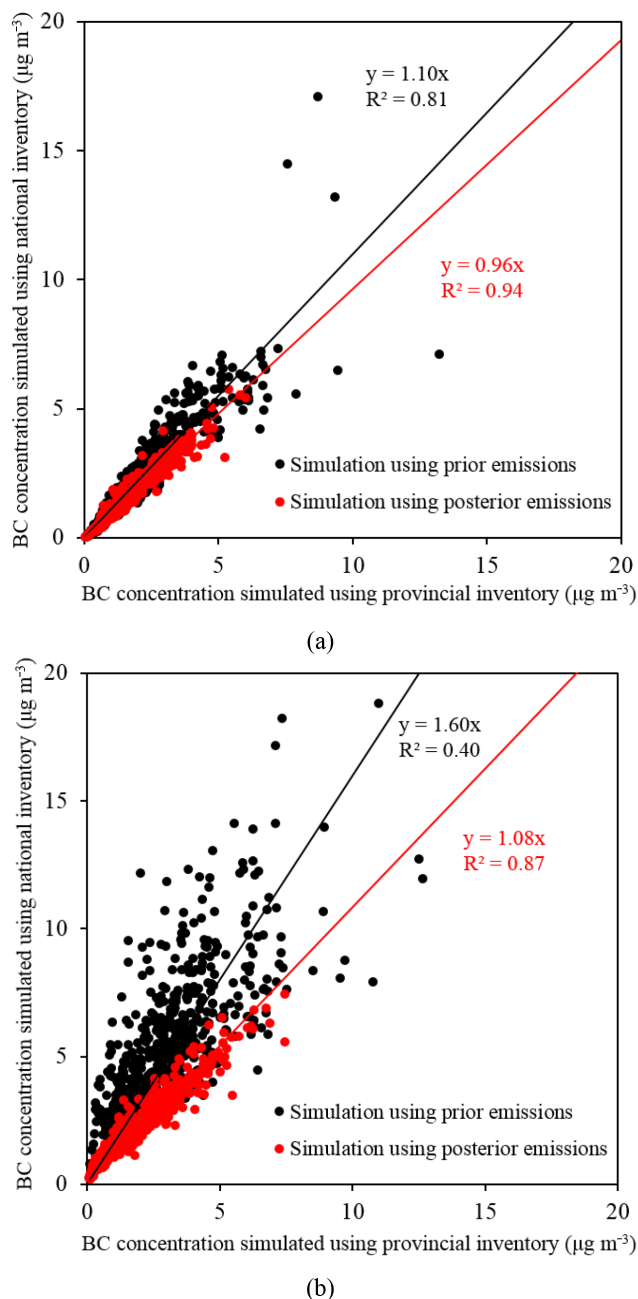 BC concentration simulated using national inventory (μg m⁻³)
20
15
10
5
0
y = 1.10x
R² = 0.81
y = 0.96x
R² = 0.94
Simulation using prior emissions
Simulation using posterior emissions
0 5 10 15 20
BC concentration simulated using provincial inventory (μg m⁻³)
(a)
BC concentration simulated using national inventory (μg m⁻³)
20
15
10
5
0
y = 1.60x
R² = 0.40
y = 1.08x
R² = 0.87
Simulation using prior emissions
Simulation using posterior emissions
0 5 10 15 20
BC concentration simulated using provincial inventory (μg m⁻³)
(b)